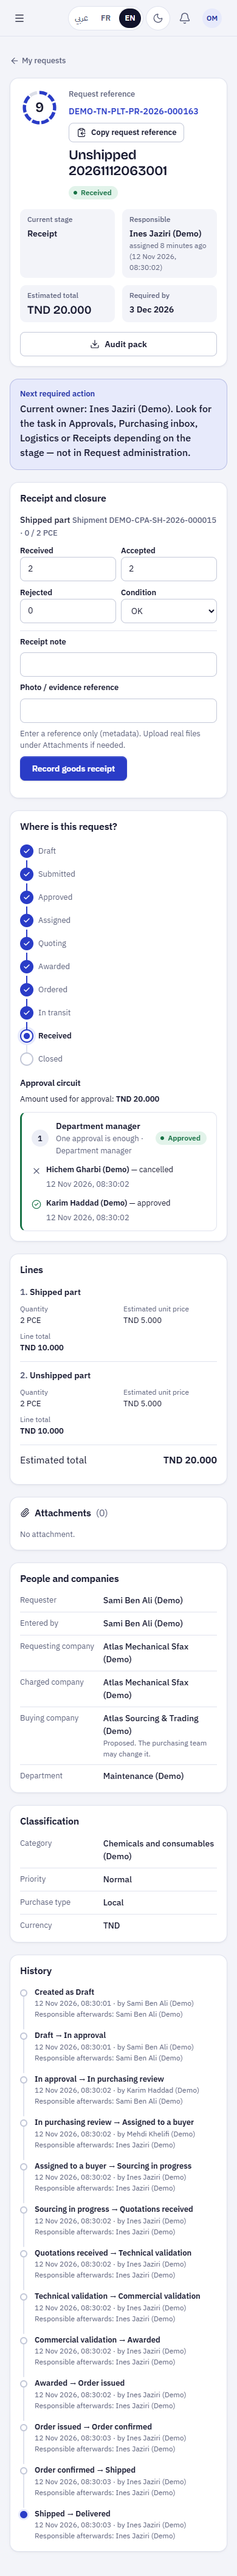 عربي FR EN OM
← My requests
9
Request reference
DEMO-TN-PLT-PR-2026-000163
Copy request reference
Unshipped
20261112063001
Received
Current stage
Receipt
Responsible
Ines Jaziri (Demo)
assigned 8 minutes ago
(12 Nov 2026,
08:30:02)
Estimated total
TND 20.000
Required by
3 Dec 2026
Audit pack
Next required action
Current owner: Ines Jaziri (Demo). Look for
the task in Approvals, Purchasing inbox,
Logistics or Receipts depending on the
stage — not in Request administration.
Receipt and closure
Shipped part Shipment DEMO-CPA-SH-2026-000015
· 0 / 2 PCE
Received
2
Accepted
2
Rejected
0
Condition
OK
Receipt note
Photo / evidence reference
Enter a reference only (metadata). Upload real files
under Attachments if needed.
Record goods receipt
Where is this request?
Draft
Submitted
Approved
Assigned
Quoting
Awarded
Ordered
In transit
Received
Closed
Approval circuit
Amount used for approval: TND 20.000
1
Department manager
One approval is enough ·
Department manager
Approved
Hichem Gharbi (Demo) — cancelled
12 Nov 2026, 08:30:02
Karim Haddad (Demo) — approved
12 Nov 2026, 08:30:02
Lines
1. Shipped part
Quantity
2 PCE
Estimated unit price
TND 5.000
Line total
TND 10.000
2. Unshipped part
Quantity
2 PCE
Estimated unit price
TND 5.000
Line total
TND 10.000
Estimated total TND 20.000
Attachments (0)
No attachment.
People and companies
Requester Sami Ben Ali (Demo)
Entered by Sami Ben Ali (Demo)
Requesting company Atlas Mechanical Sfax
(Demo)
Charged company Atlas Mechanical Sfax
(Demo)
Buying company Atlas Sourcing & Trading
(Demo)
Proposed. The purchasing team
may change it.
Department Maintenance (Demo)
Classification
Category Chemicals and consumables
(Demo)
Priority Normal
Purchase type Local
Currency TND
History
Created as Draft
12 Nov 2026, 08:30:01 · by Sami Ben Ali (Demo)
Responsible afterwards: Sami Ben Ali (Demo)
Draft → In approval
12 Nov 2026, 08:30:01 · by Sami Ben Ali (Demo)
Responsible afterwards: Sami Ben Ali (Demo)
In approval → In purchasing review
12 Nov 2026, 08:30:02 · by Karim Haddad (Demo)
Responsible afterwards: Sami Ben Ali (Demo)
In purchasing review → Assigned to a buyer
12 Nov 2026, 08:30:02 · by Mehdi Khelifi (Demo)
Responsible afterwards: Ines Jaziri (Demo)
Assigned to a buyer → Sourcing in progress
12 Nov 2026, 08:30:02 · by Ines Jaziri (Demo)
Responsible afterwards: Ines Jaziri (Demo)
Sourcing in progress → Quotations received
12 Nov 2026, 08:30:02 · by Ines Jaziri (Demo)
Responsible afterwards: Ines Jaziri (Demo)
Quotations received → Technical validation
12 Nov 2026, 08:30:02 · by Ines Jaziri (Demo)
Responsible afterwards: Ines Jaziri (Demo)
Technical validation → Commercial validation
12 Nov 2026, 08:30:02 · by Ines Jaziri (Demo)
Responsible afterwards: Ines Jaziri (Demo)
Commercial validation → Awarded
12 Nov 2026, 08:30:02 · by Ines Jaziri (Demo)
Responsible afterwards: Ines Jaziri (Demo)
Awarded → Order issued
12 Nov 2026, 08:30:02 · by Ines Jaziri (Demo)
Responsible afterwards: Ines Jaziri (Demo)
Order issued → Order confirmed
12 Nov 2026, 08:30:03 · by Ines Jaziri (Demo)
Responsible afterwards: Ines Jaziri (Demo)
Order confirmed → Shipped
12 Nov 2026, 08:30:03 · by Ines Jaziri (Demo)
Responsible afterwards: Ines Jaziri (Demo)
Shipped → Delivered
12 Nov 2026, 08:30:03 · by Ines Jaziri (Demo)
Responsible afterwards: Ines Jaziri (Demo)